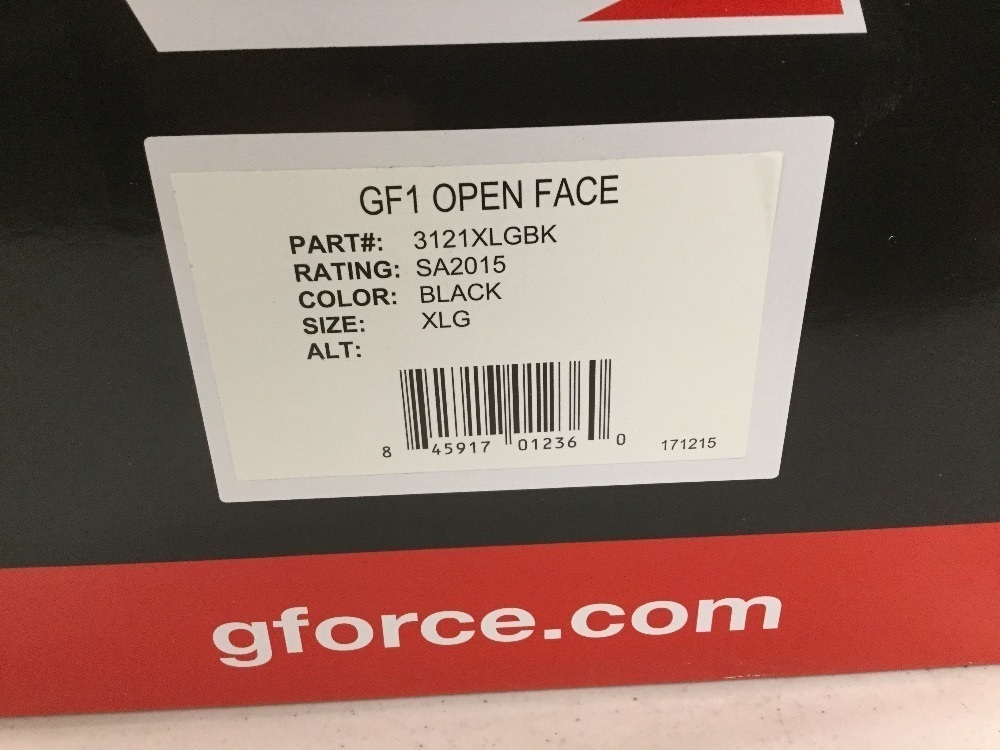 GF1 OPEN FACE
PART#: 3121XLGBK
RATING: SA2015
COLOR: BLACK
SIZE: XLG
ALT:
8 45917 01236 0 171215
gforce.com